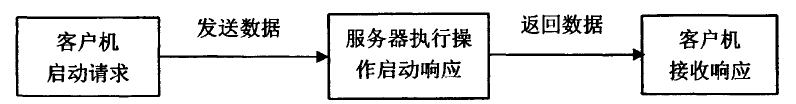 客户机
启动请求
发送数据
服务器执行操
作启动响应
返回数据
客户机
接收响应